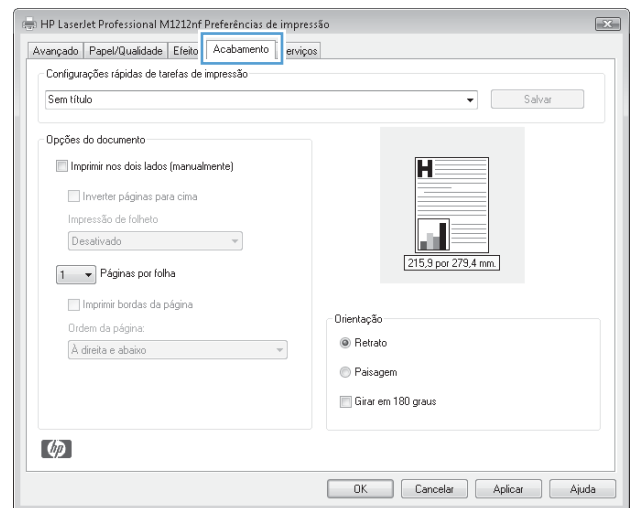 HP LaserJet Professional M1212nf Preferências de impressão
Avançado Papel/Qualidade Efeito Acabamento erviços
Configurações rápidas de tarefas de impressão
Sem título Salvar
Opções do documento
Imprimir nos dois lados (manualmente)
Inverter páginas para cima
Impressão de folheto
Desativado
1 Páginas por folha
Imprimir bordas da página
Ordem da página:
À direita e abaixo
H
215,9 por 279,4 mm.
Orientação
Retrato
Paisagem
Girar em 180 graus
hp
OK Cancelar Aplicar Ajuda